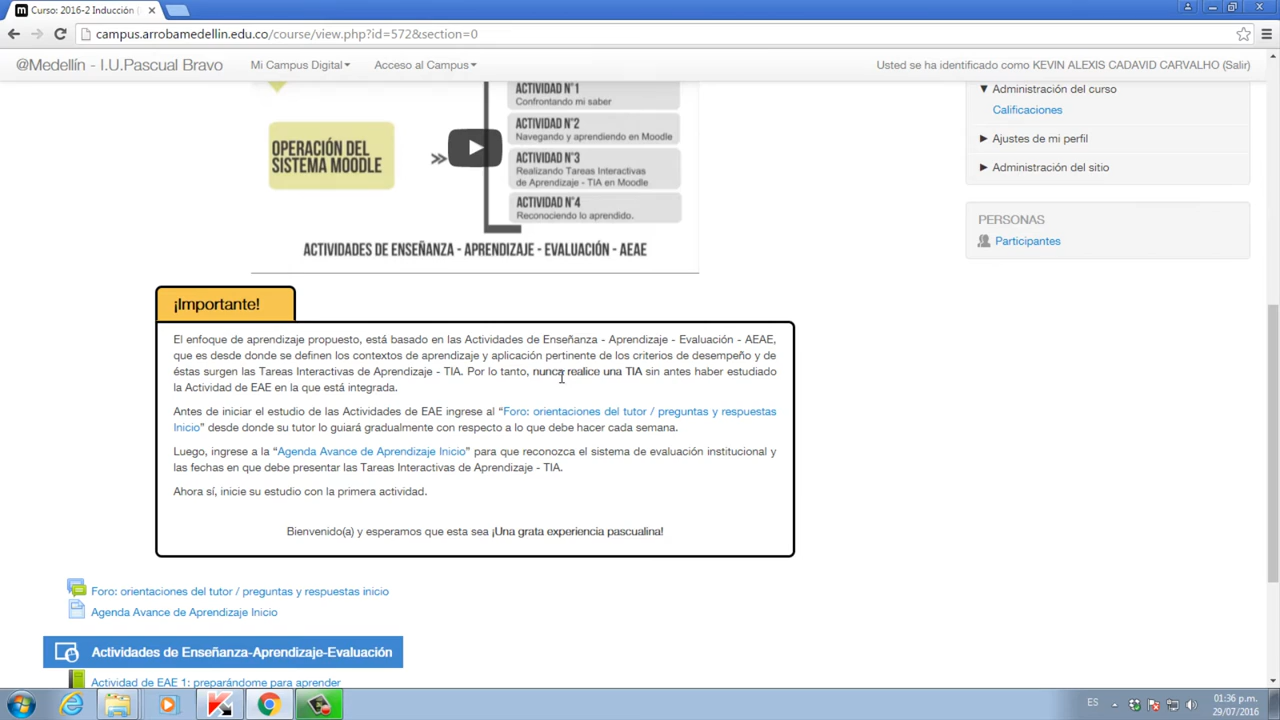 Curso: 2016-2 Inducción
campus.arrobamedellin.edu.co/course/view.php?id=572&section=0
@Medellín - I.U.Pascual Bravo
Mi Campus Digital
Acceso al Campus
Usted se ha identificado como KEVIN ALEXIS CADAVID CARVALHO (Salir)
ACTIVIDAD N°1
Confrontando mi saber
ACTIVIDAD N°2
Navegando y aprendiendo en Moodle
OPERACIÓN DEL
SISTEMA MOODLE
ACTIVIDAD N°3
Realizando Tareas Interactivas
de Aprendizaje - TIA en Moodle
ACTIVIDAD N°4
Reconociendo lo aprendido.
ACTIVIDADES DE ENSEÑANZA - APRENDIZAJE - EVALUACIÓN - AEAE
Administración del curso
Calificaciones
Ajustes de mi perfil
Administración del sitio
PERSONAS
Participantes
¡Importante!
El enfoque de aprendizaje propuesto, está basado en las Actividades de Enseñanza - Aprendizaje - Evaluación - AEAE,
que es desde donde se definen los contextos de aprendizaje y aplicación pertinente de los criterios de desempeño y de
éstas surgen las Tareas Interactivas de Aprendizaje - TIA. Por lo tanto, nunca realice una TIA sin antes haber estudiado
la Actividad de EAE en la que está integrada.
Antes de iniciar el estudio de las Actividades de EAE ingrese al “Foro: orientaciones del tutor / preguntas y respuestas
Inicio” desde donde su tutor lo guiará gradualmente con respecto a lo que debe hacer cada semana.
Luego, ingrese a la “Agenda Avance de Aprendizaje Inicio” para que reconozca el sistema de evaluación institucional y
las fechas en que debe presentar las Tareas Interactivas de Aprendizaje - TIA.
Ahora sí, inicie su estudio con la primera actividad.
Bienvenido(a) y esperamos que esta sea ¡Una grata experiencia pascualina!
Foro: orientaciones del tutor / preguntas y respuestas inicio
Agenda Avance de Aprendizaje Inicio
Actividades de Enseñanza-Aprendizaje-Evaluación
Actividad de EAE 1: preparándome para aprender
ES
01:36 p.m.
29/07/2016